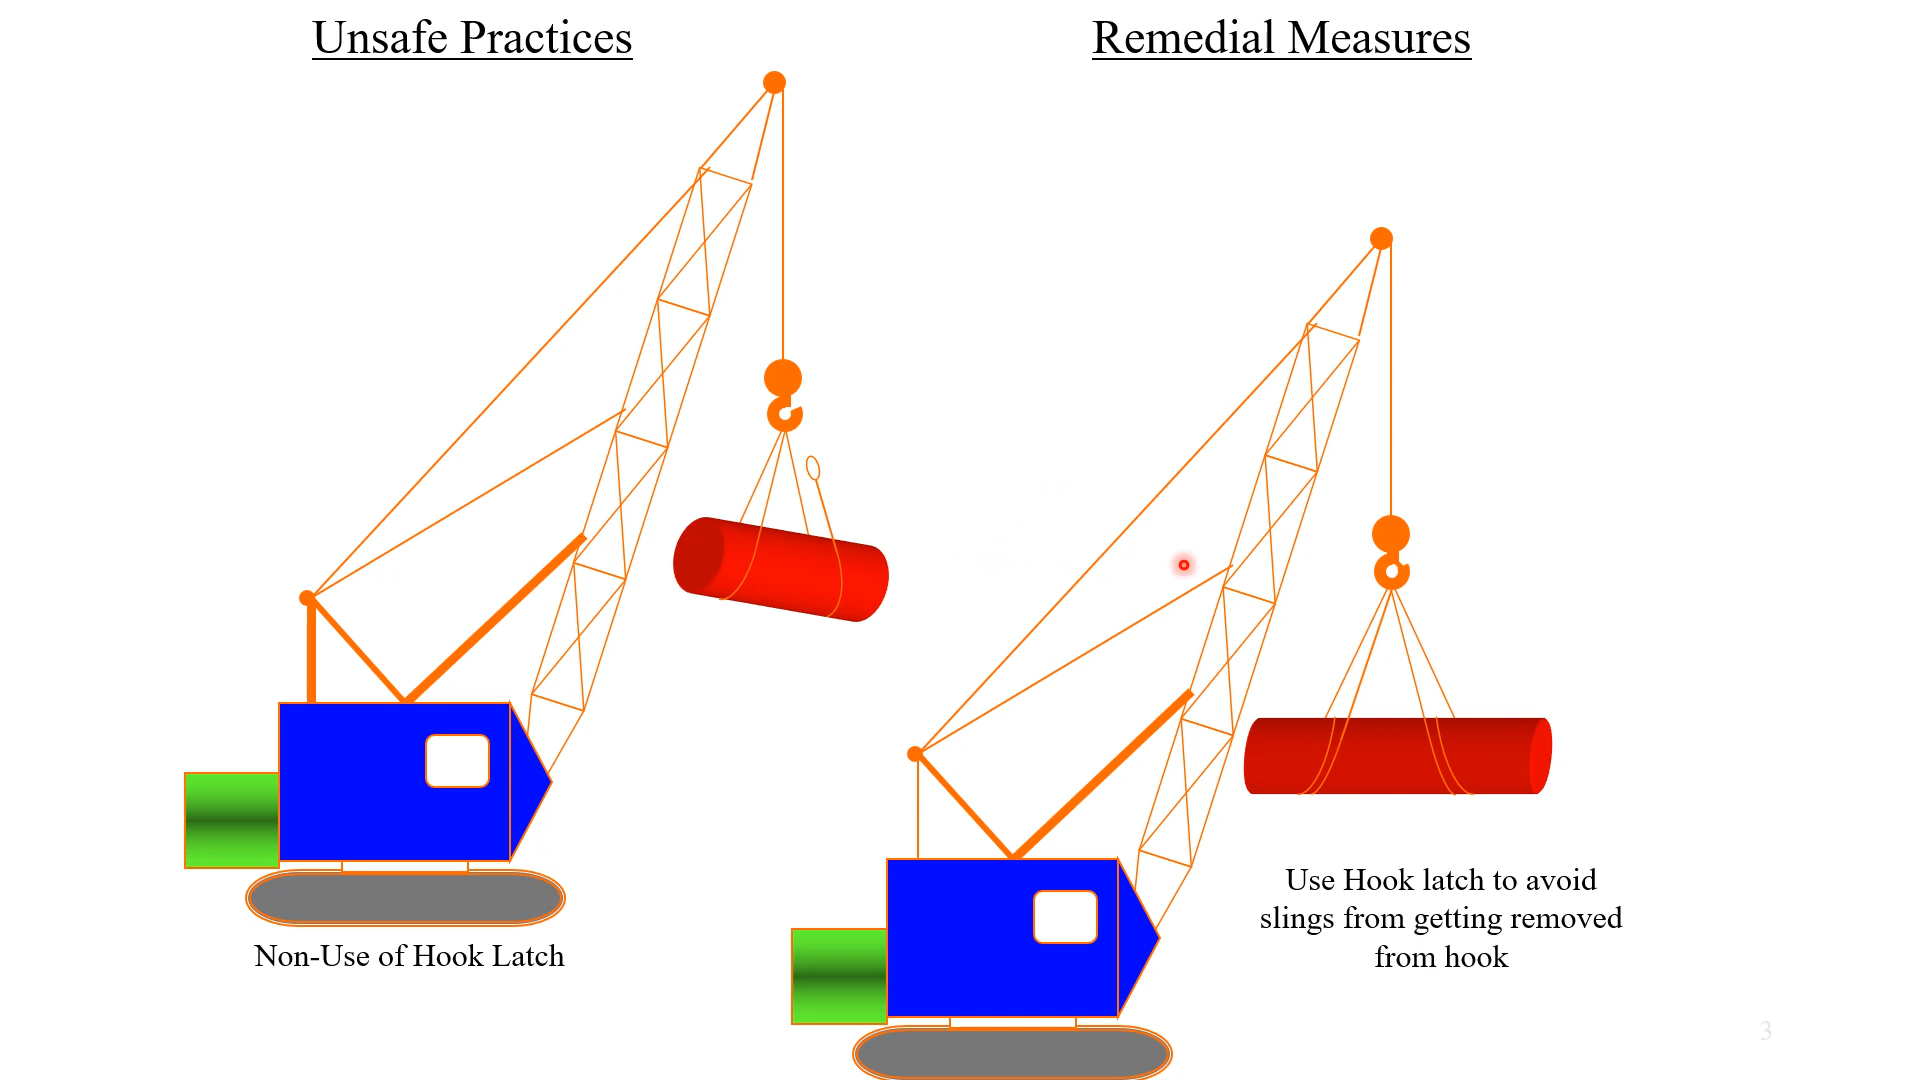 Unsafe Practices
Remedial Measures
Non-Use of Hook Latch
Use Hook latch to avoid
slings from getting removed
from hook
3